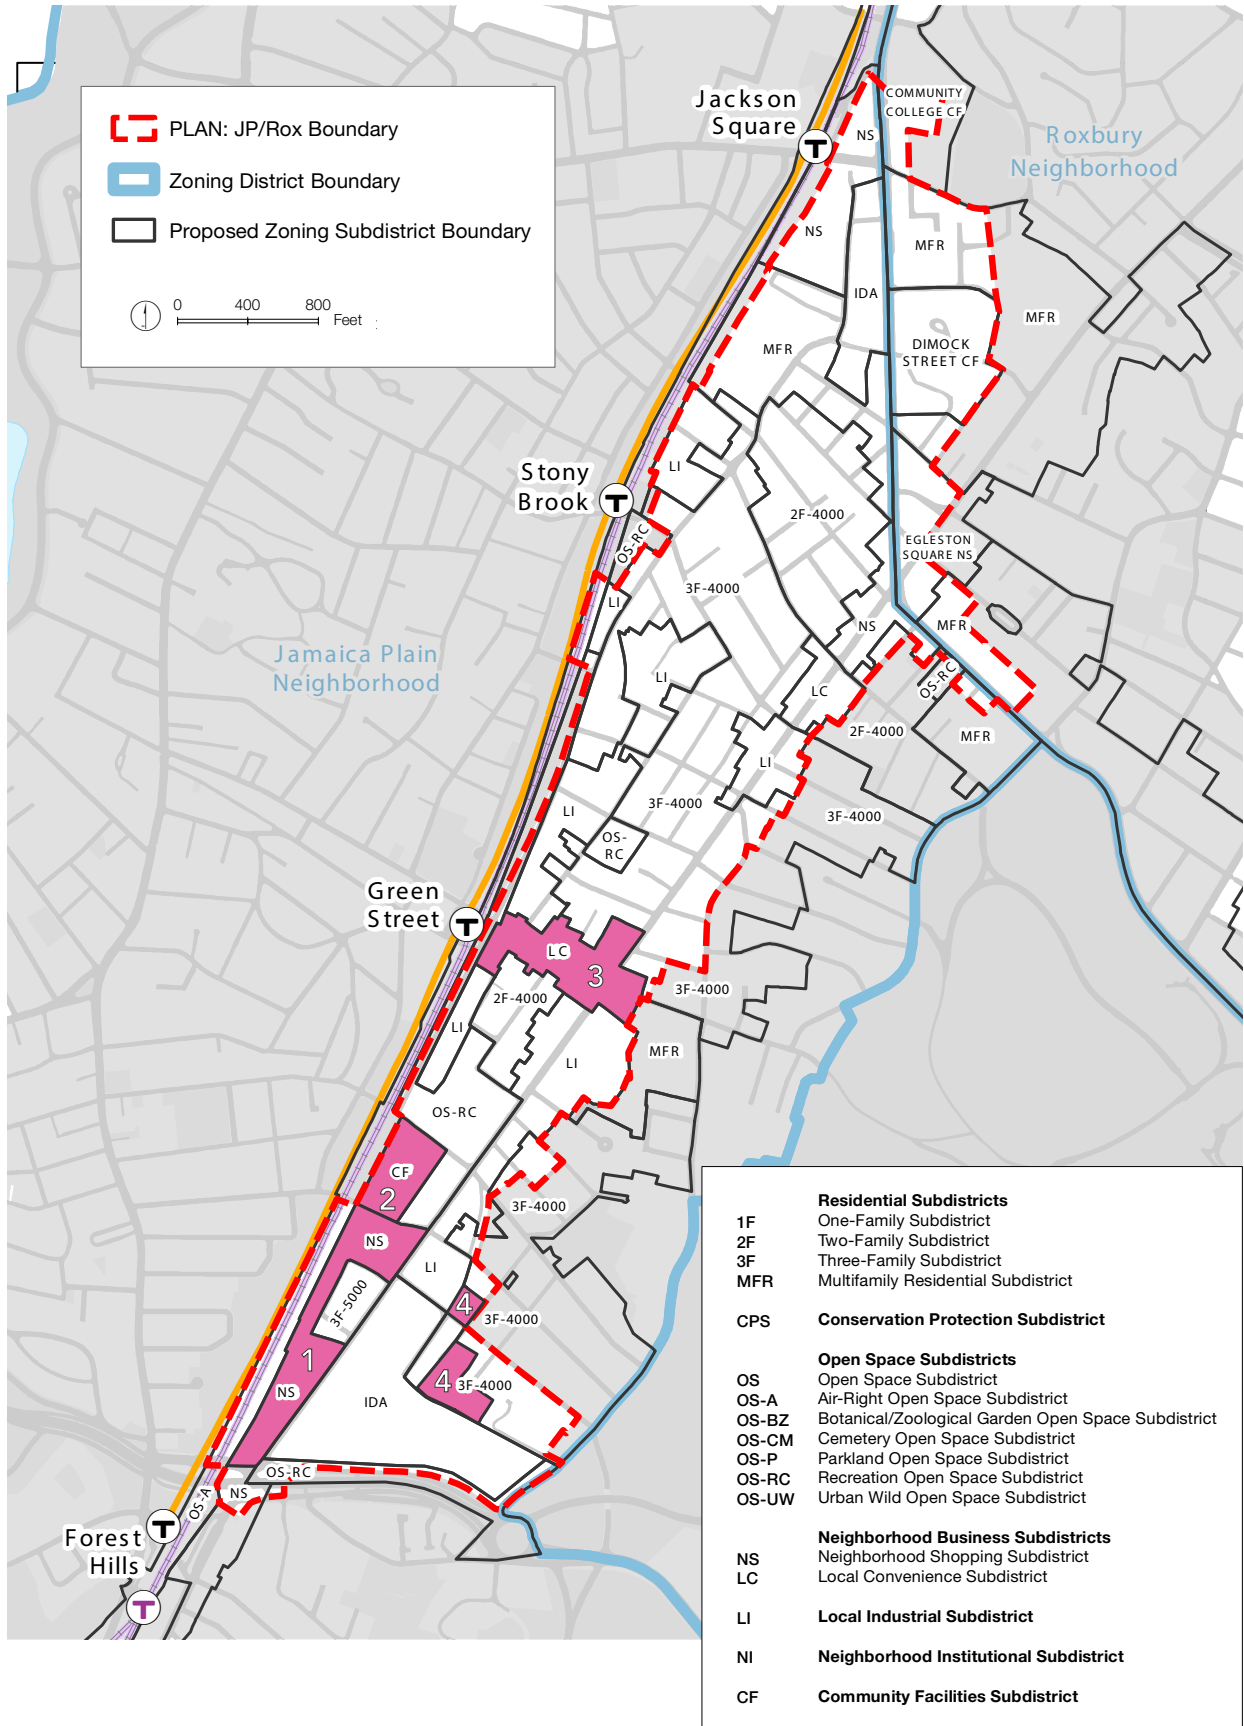 PLAN: JP/Rox Boundary
Zoning District Boundary
Proposed Zoning Subdistrict Boundary
0 400 800
Feet
Jackson
Square
T
COMMUNITY
COLLEGE CF
NS
Roxbury
Neighborhood
NS
MFR
IDA
MFR
MFR
DIMOCK
STREET CF
LI
Stony
Brook
T
2F-4000
OS-RC
EGLESTON
SQUARE NS
3F-4000
LI
NS
MFR
Jamaica Plain
Neighborhood
LI
OS-RC
LC
2F-4000
MFR
LI
3F-4000
LI
3F-4000
OS-
RC
Green
Street
T
LC
3
2F-4000
3F-4000
LI
MFR
LI
OS-RC
CF
2
3F-4000
NS
LI
3F-5000
4
3F-4000
1
4
3F-4000
NS
IDA
OS-RC
OS-A
NS
Forest
Hills
T
T
Residential Subdistricts
1F One-Family Subdistrict
2F Two-Family Subdistrict
3F Three-Family Subdistrict
MFR Multifamily Residential Subdistrict
CPS Conservation Protection Subdistrict
Open Space Subdistricts
OS Open Space Subdistrict
OS-A Air-Right Open Space Subdistrict
OS-BZ Botanical/Zoological Garden Open Space Subdistrict
OS-CM Cemetery Open Space Subdistrict
OS-P Parkland Open Space Subdistrict
OS-RC Recreation Open Space Subdistrict
OS-UW Urban Wild Open Space Subdistrict
Neighborhood Business Subdistricts
NS Neighborhood Shopping Subdistrict
LC Local Convenience Subdistrict
LI Local Industrial Subdistrict
NI Neighborhood Institutional Subdistrict
CF Community Facilities Subdistrict